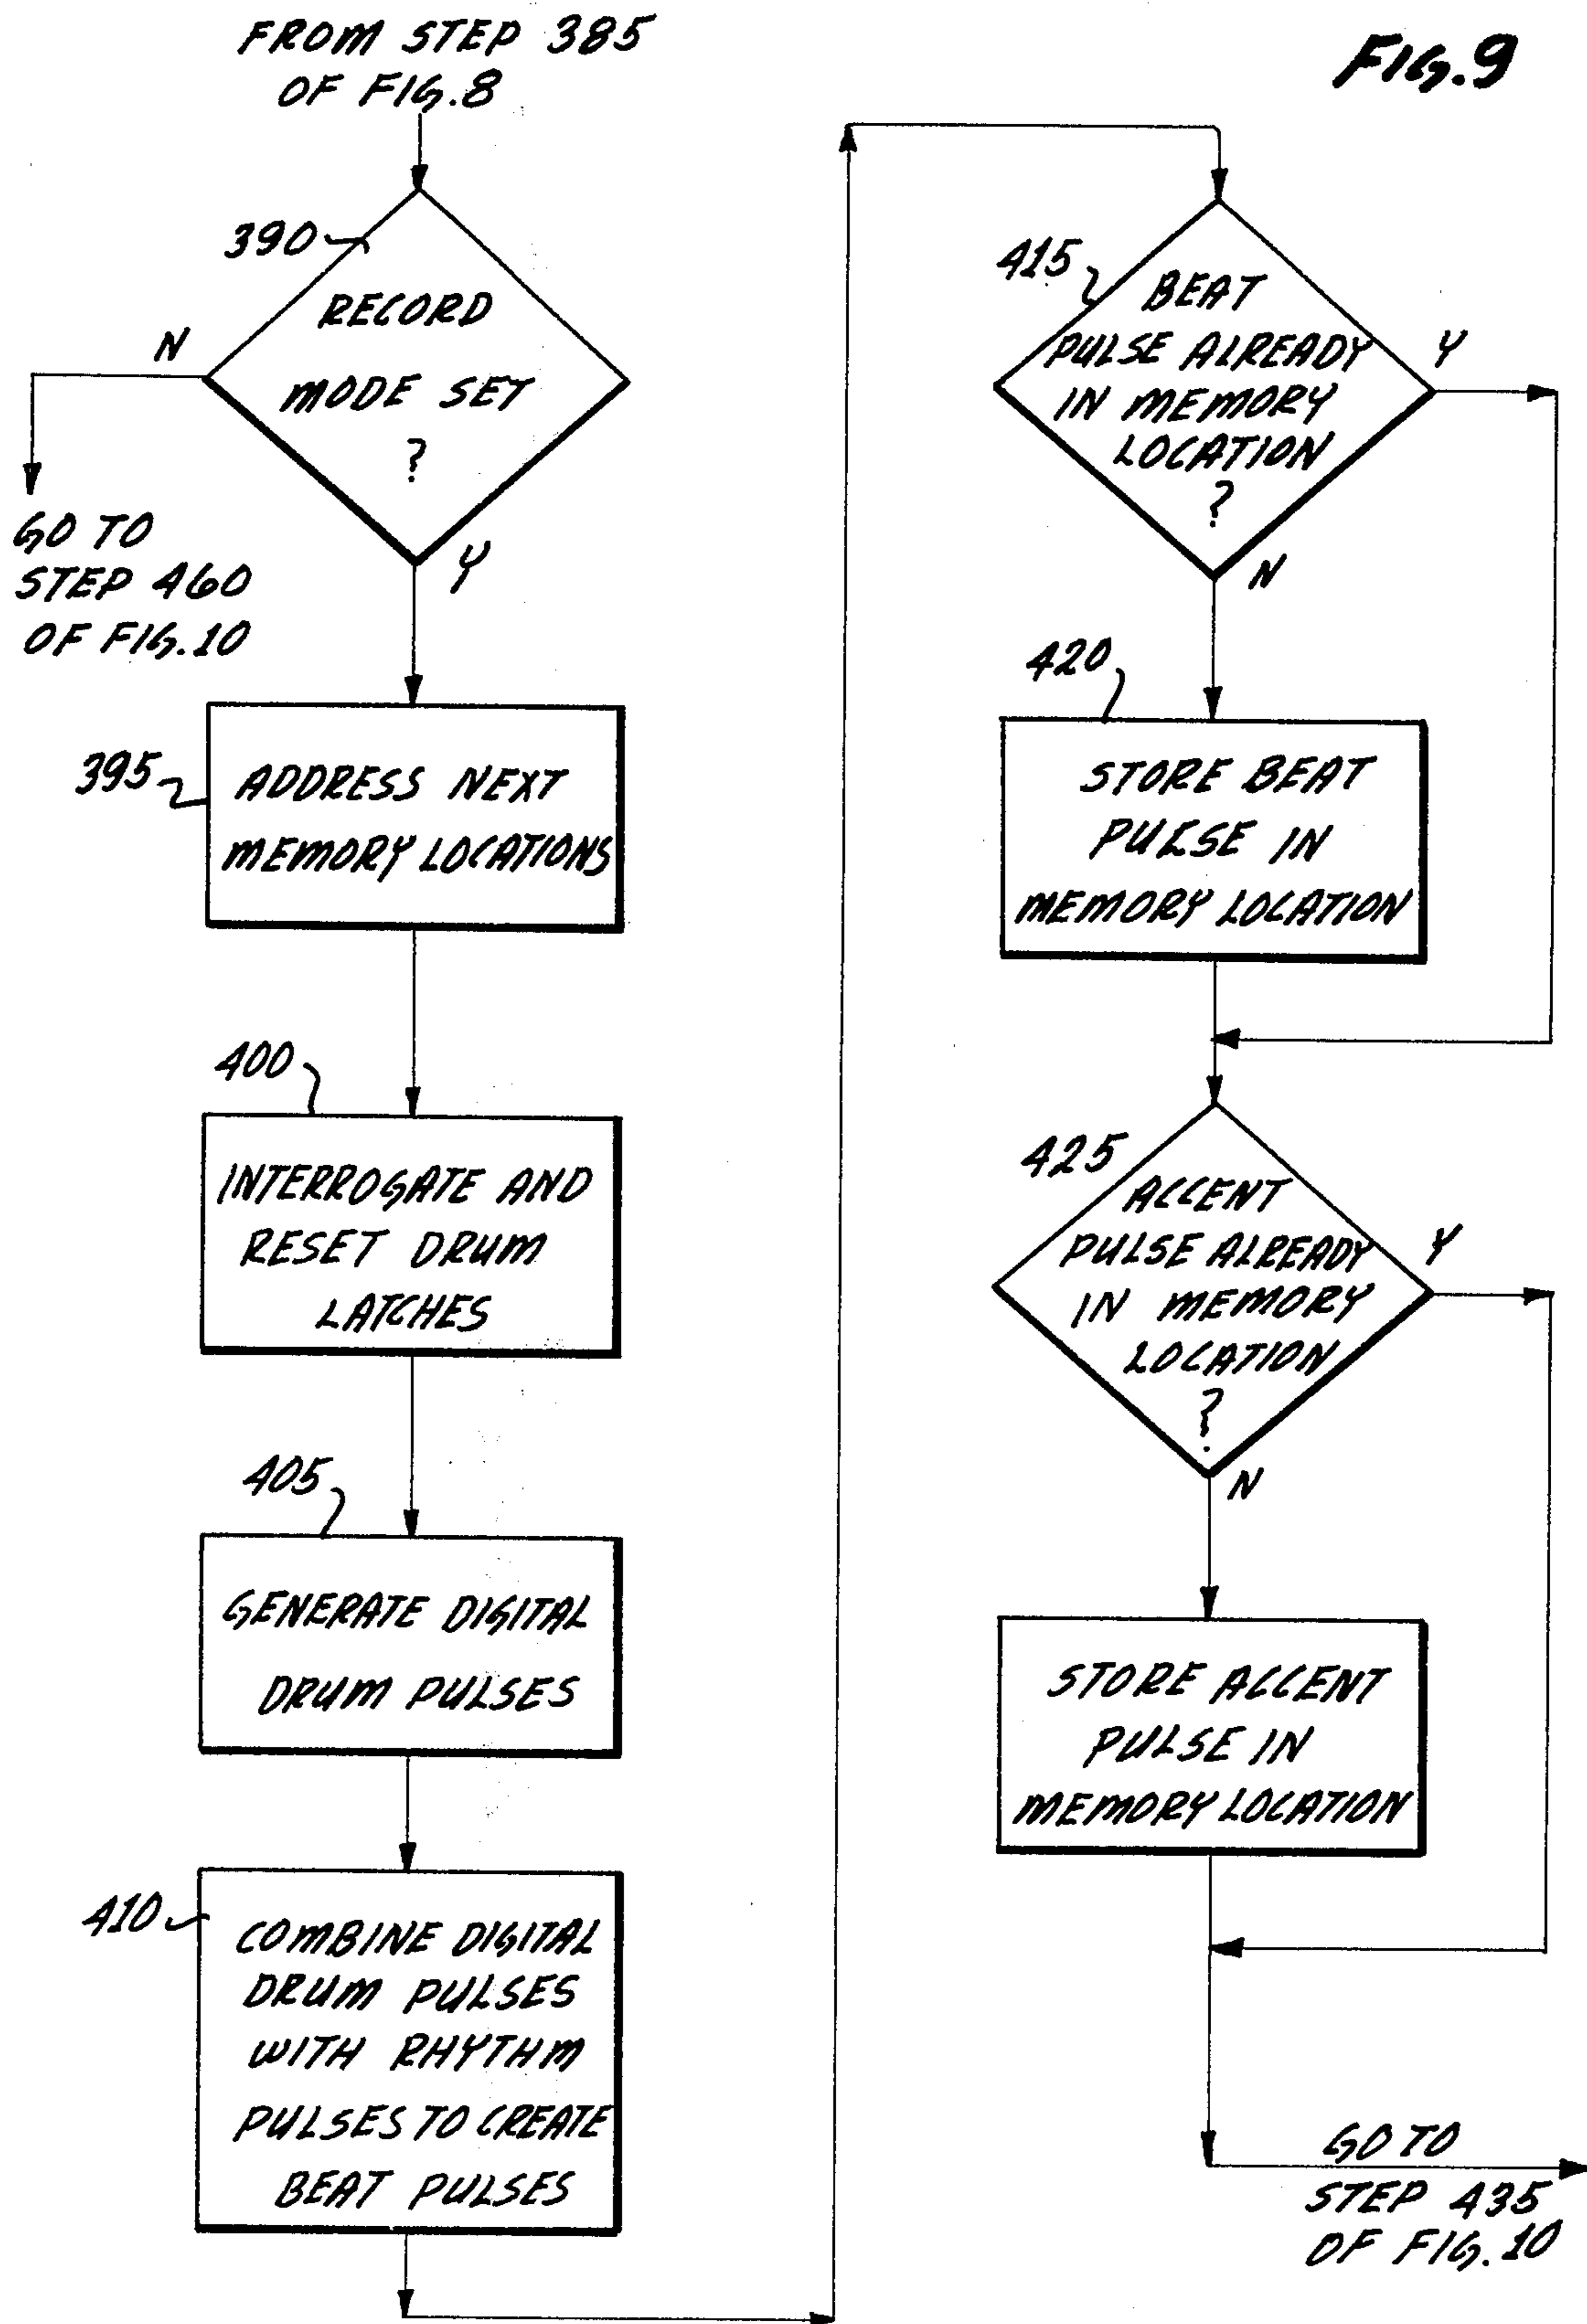 FROM STEP 385
OF FIG.8
FIG.9
390
RECORD
MODE SET
?
N
Y
GO TO
STEP 460
OF FIG.10
395
ADDRESS NEXT
MEMORY LOCATIONS
400
INTERROGATE AND
RESET DRUM
LATCHES
405
GENERATE DIGITAL
DRUM PULSES
410
COMBINE DIGITAL
DRUM PULSES
WITH RHYTHM
PULSES TO CREATE
BEAT PULSES
415
BEAT
PULSE ALREADY
IN MEMORY
LOCATION
?
Y
N
420
STORE BEAT
PULSE IN
MEMORY LOCATION
425
ACCENT
PULSE ALREADY
IN MEMORY
LOCATION
?
Y
N
STORE ACCENT
PULSE IN
MEMORY LOCATION
GO TO
STEP 435
OF FIG.10